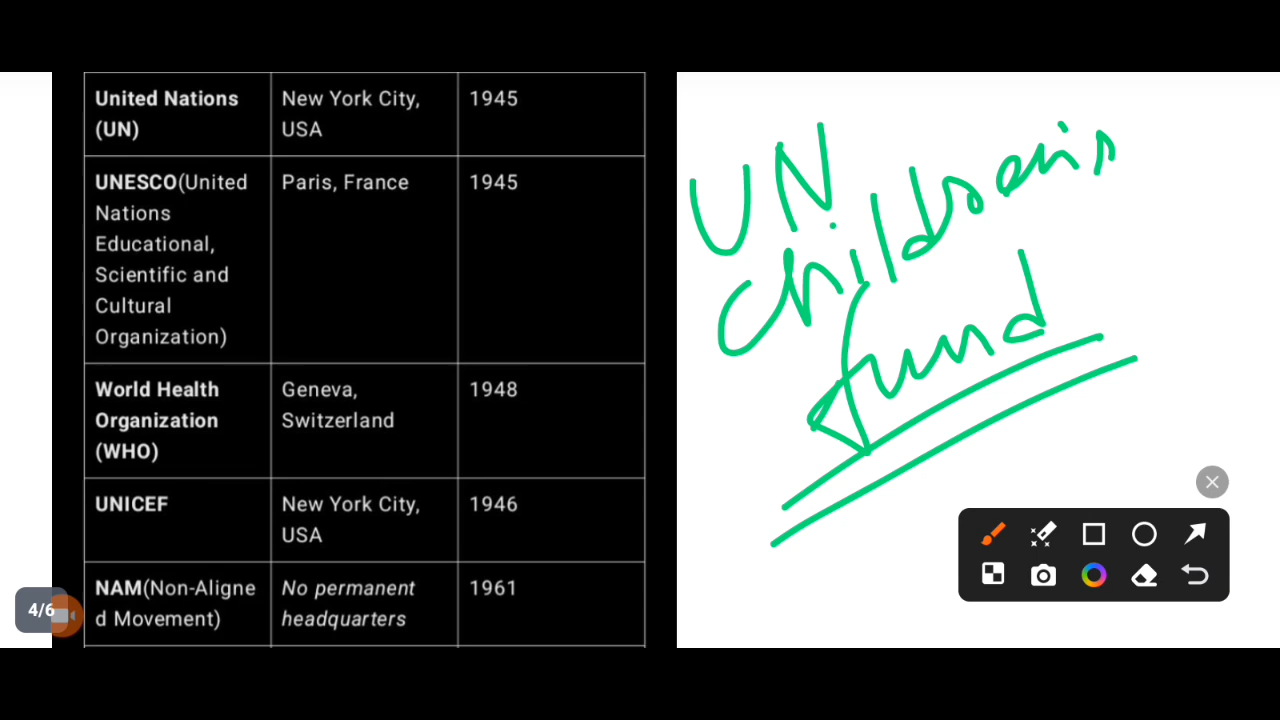 United Nations
(UN)
New York City,
USA
1945
UNESCO(United
Nations
Educational,
Scientific and
Cultural
Organization)
Paris, France
1945
World Health
Organization
(WHO)
Geneva,
Switzerland
1948
UNICEF
New York City,
USA
1946
NAM(Non-Aligne
d Movement)
No permanent
headquarters
1961
4/6
UN
Children's
fund